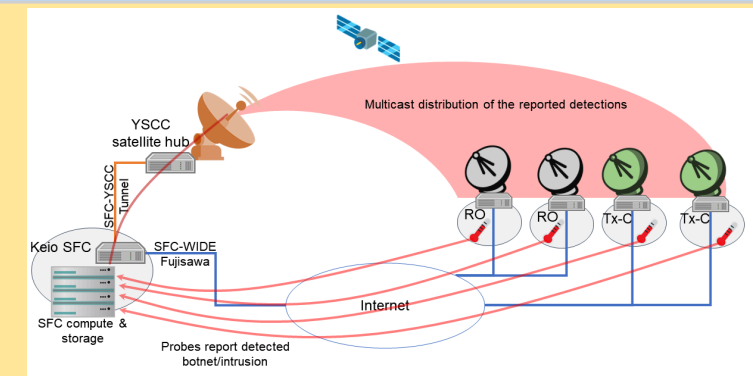 Multicast distribution of the reported detections
YSCC
satellite hub
SFC-YSCC
Tunnel
RO
RO
Tx-C
Tx-C
Keio SFC
SFC-WIDE
Fujisawa
Internet
SFC compute &
storage
Probes report detected
botnet/intrusion